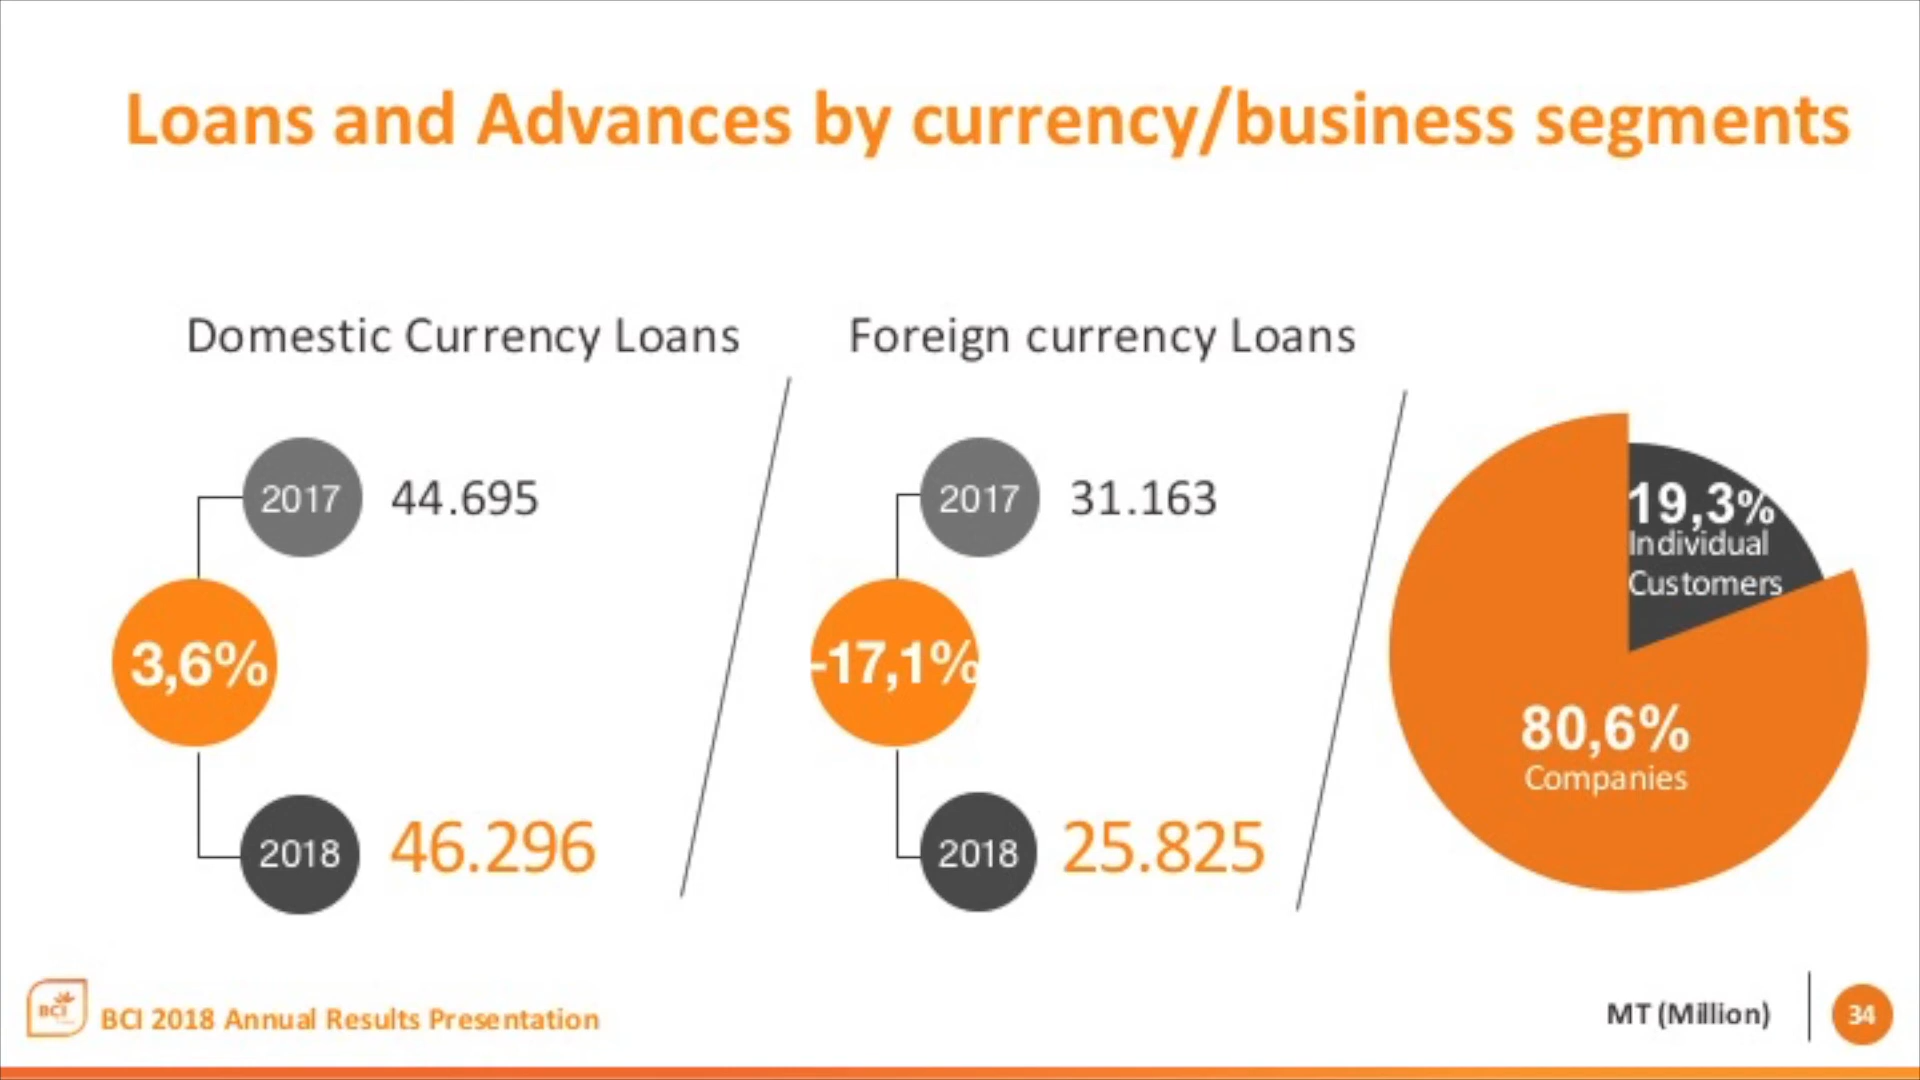 Loans and Advances by currency/business segments
Domestic Currency Loans
2017
44.695
3,6%
2018
46.296
Foreign currency Loans
2017
31.163
-17,1%
2018
25.825
19,3%
Individual
Customers
80,6%
Companies
BCI
BCI 2018 Annual Results Presentation
MT (Million)
34